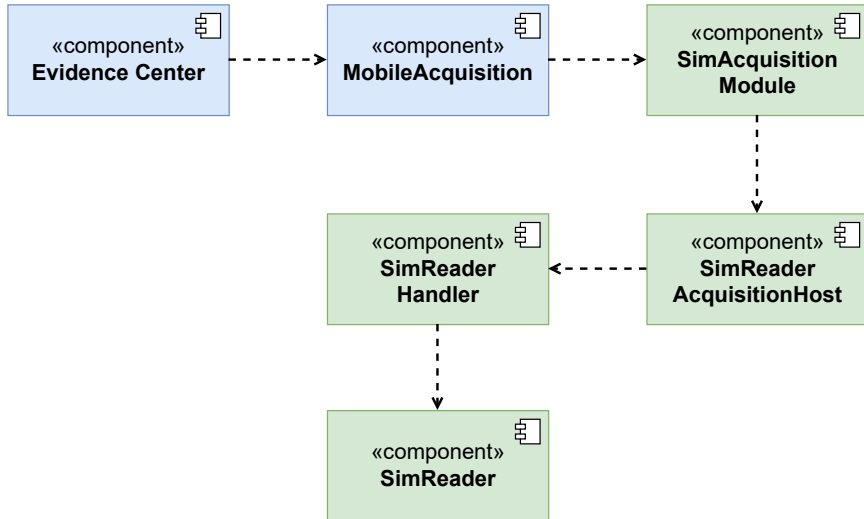 «component»
Evidence Center
«component»
MobileAcquisition
«component»
SimAcquisition
Module
«component»
SimReader
Handler
«component»
SimReader
AcquisitionHost
«component»
SimReader